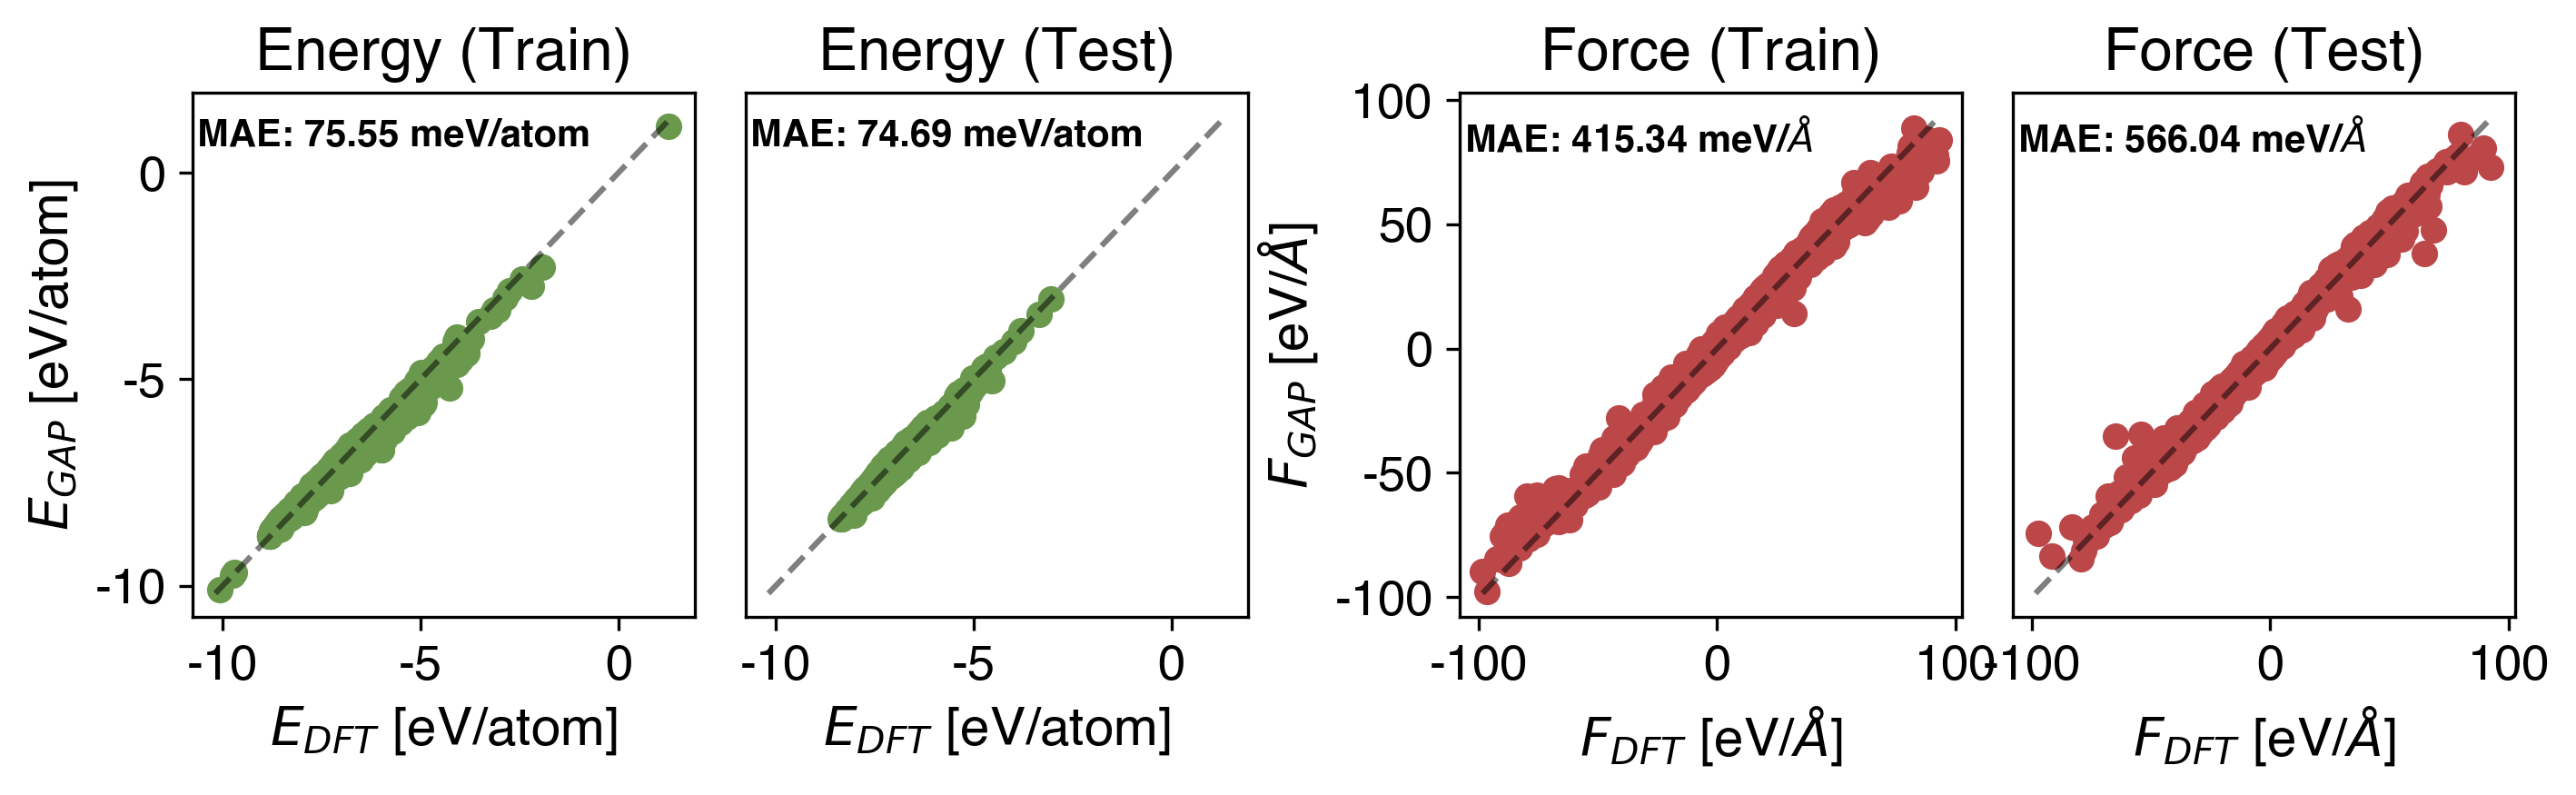 Energy (Train)
MAE: 75.55 meV/atom
E_GAP [eV/atom]
0
-5
-10
-10 -5 0
E_DFT [eV/atom]
Energy (Test)
MAE: 74.69 meV/atom
-10 -5 0
E_DFT [eV/atom]
Force (Train)
MAE: 415.34 meV/Å
F_GAP [eV/Å]
100
50
0
-50
-100
-100 0 100
F_DFT [eV/Å]
Force (Test)
MAE: 566.04 meV/Å
-100 0 100
F_DFT [eV/Å]